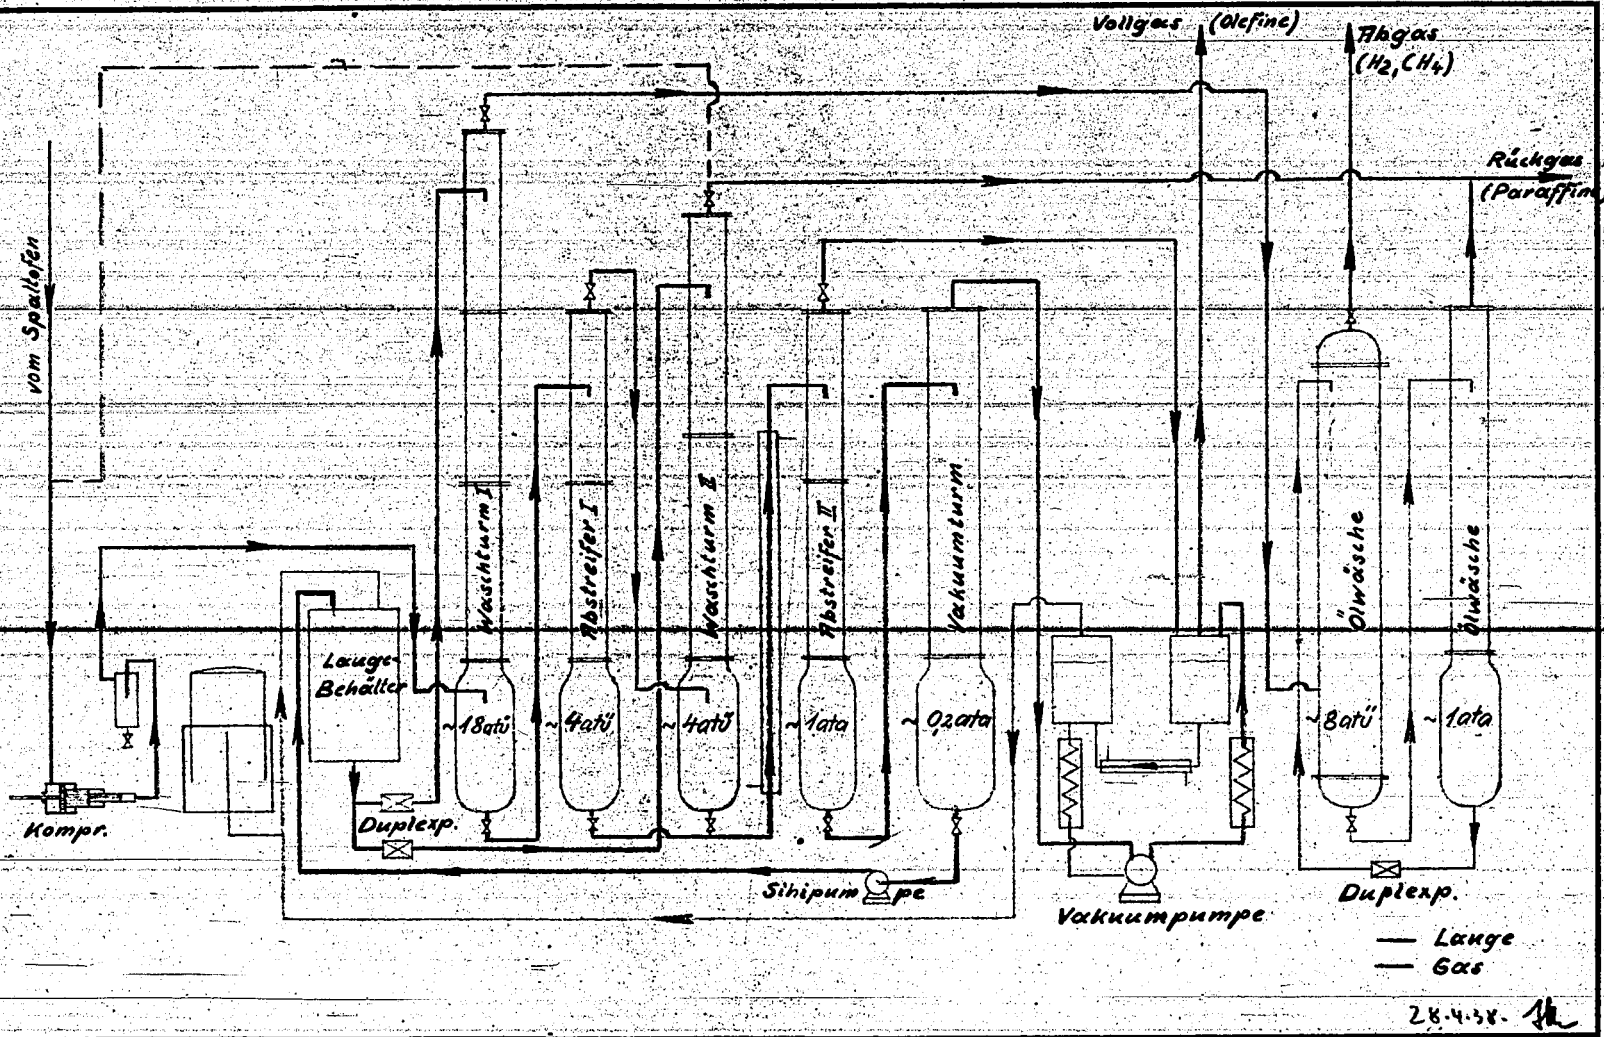 Vollgas (Olefine)
Abgas
(H2, CH4)
Rückgas
(Paraffine)
vom Spaltofen
Waschturm I
Abstreifer I
Waschturm II
Abstreifer II
Vakuumturm
Ölwäsche
Ölwäsche
Lauge-
Behälter
~18atü
~4atü
~4atü
~1ata
~0,2ata
~8atü
~1ata
Kompr.
Duplexp.
Sihipumpe
Vakuumpumpe
Duplexp.
Lauge
Gas
28.4.38.